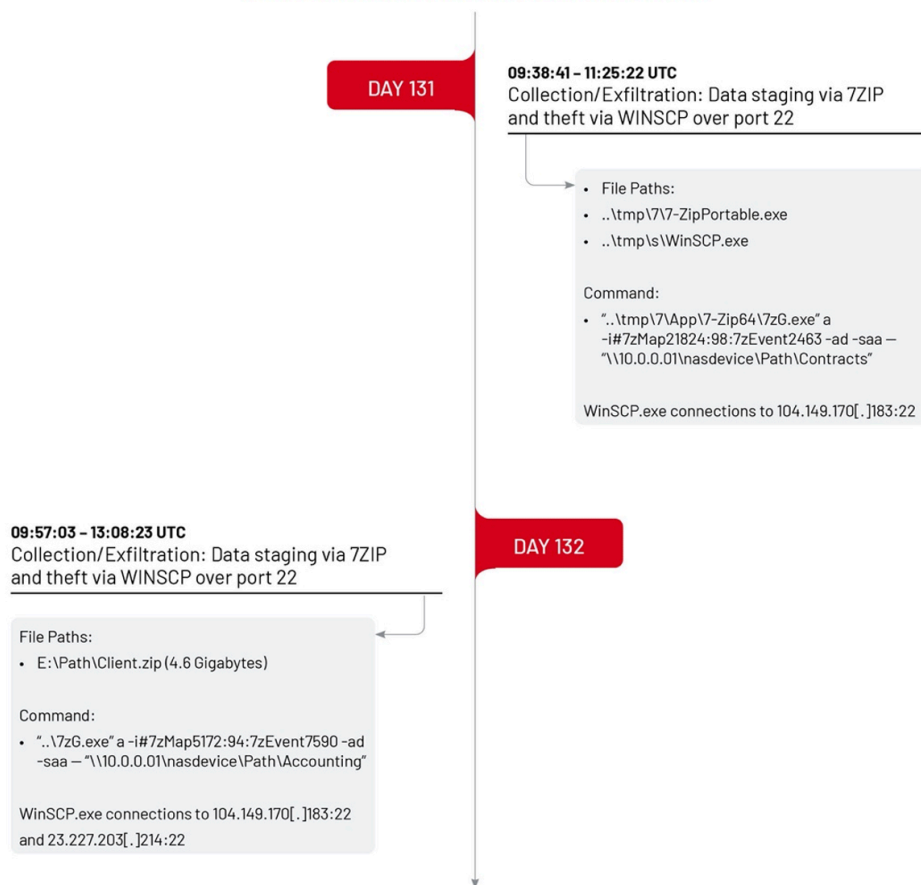 DAY 131
09:38:41 – 11:25:22 UTC
Collection/Exfiltration: Data staging via 7ZIP
and theft via WINSCP over port 22
• File Paths:
• ..\tmp\7\7-ZipPortable.exe
• ..\tmp\s\WinSCP.exe
Command:
• “..\tmp\7\App\7-Zip64\7zG.exe” a
-i#7zMap21824:98:7zEvent2463 -ad -saa —
“\\10.0.0.01\nasdevice\Path\Contracts”
WinSCP.exe connections to 104.149.170[.]183:22
DAY 132
09:57:03 – 13:08:23 UTC
Collection/Exfiltration: Data staging via 7ZIP
and theft via WINSCP over port 22
File Paths:
• E:\Path\Client.zip (4.6 Gigabytes)
Command:
• “..\7zG.exe” a -i#7zMap5172:94:7zEvent7590 -ad
-saa — “\\10.0.0.01\nasdevice\Path\Accounting”
WinSCP.exe connections to 104.149.170[.]183:22
and 23.227.203[.]214:22